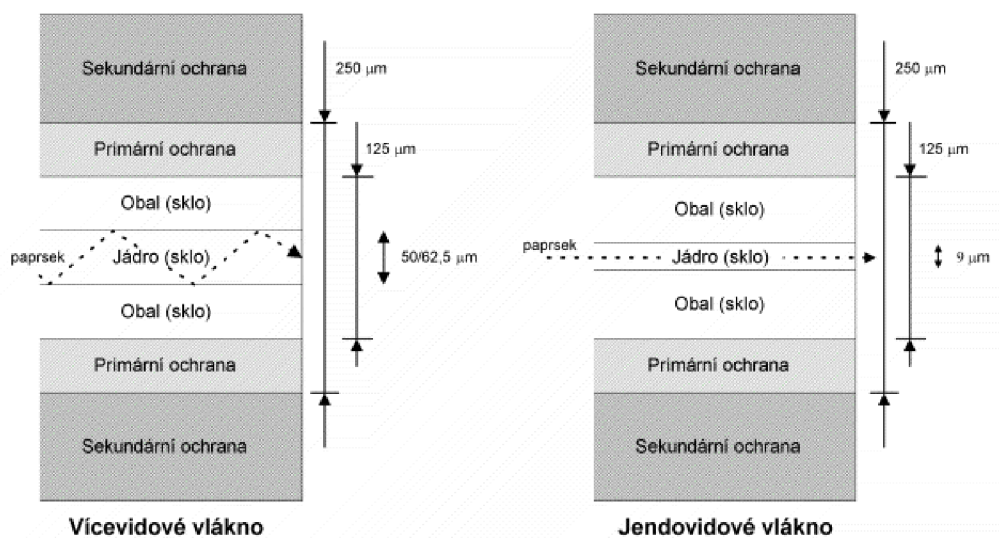 Sekundární ochrana
250 μm
Primární ochrana
125 μm
Obal (sklo)
paprsek
Jádro (sklo)
50/62,5 μm
Obal (sklo)
Primární ochrana
Sekundární ochrana
Vícevidové vlákno
Sekundární ochrana
250 μm
Primární ochrana
125 μm
Obal (sklo)
paprsek
Jádro (sklo)
9 μm
Obal (sklo)
Primární ochrana
Sekundární ochrana
Jendovidové vlákno